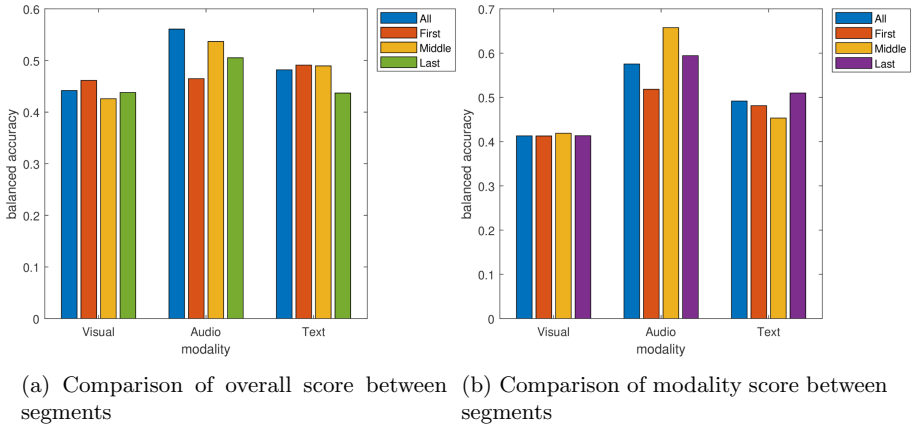 0.6
0.5
0.4
0.3
0.2
0.1
0
balanced accuracy
Visual
Audio
Text
modality
All
First
Middle
Last
0.7
0.6
0.5
0.4
0.3
0.2
0.1
0
balanced accuracy
Visual
Audio
Text
modality
All
First
Middle
Last
(a) Comparison of overall score between
segments
(b) Comparison of modality score between
segments